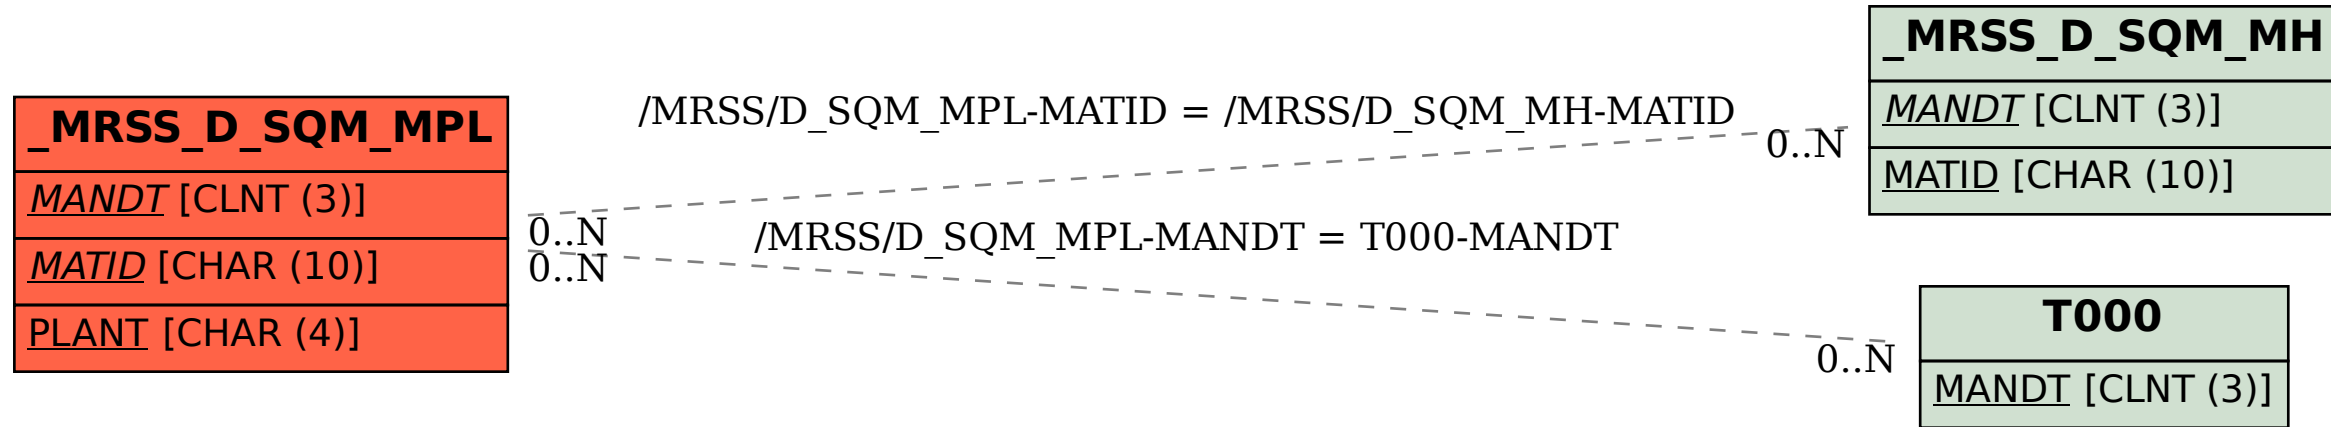 _MRSS_D_SQM_MPL
MANDT [CLNT (3)]
MATID [CHAR (10)]
PLANT [CHAR (4)]
/MRSS/D_SQM_MPL-MATID = /MRSS/D_SQM_MH-MATID
0..N
0..N
/MRSS/D_SQM_MPL-MANDT = T000-MANDT
0..N
0..N
_MRSS_D_SQM_MH
MANDT [CLNT (3)]
MATID [CHAR (10)]
T000
MANDT [CLNT (3)]